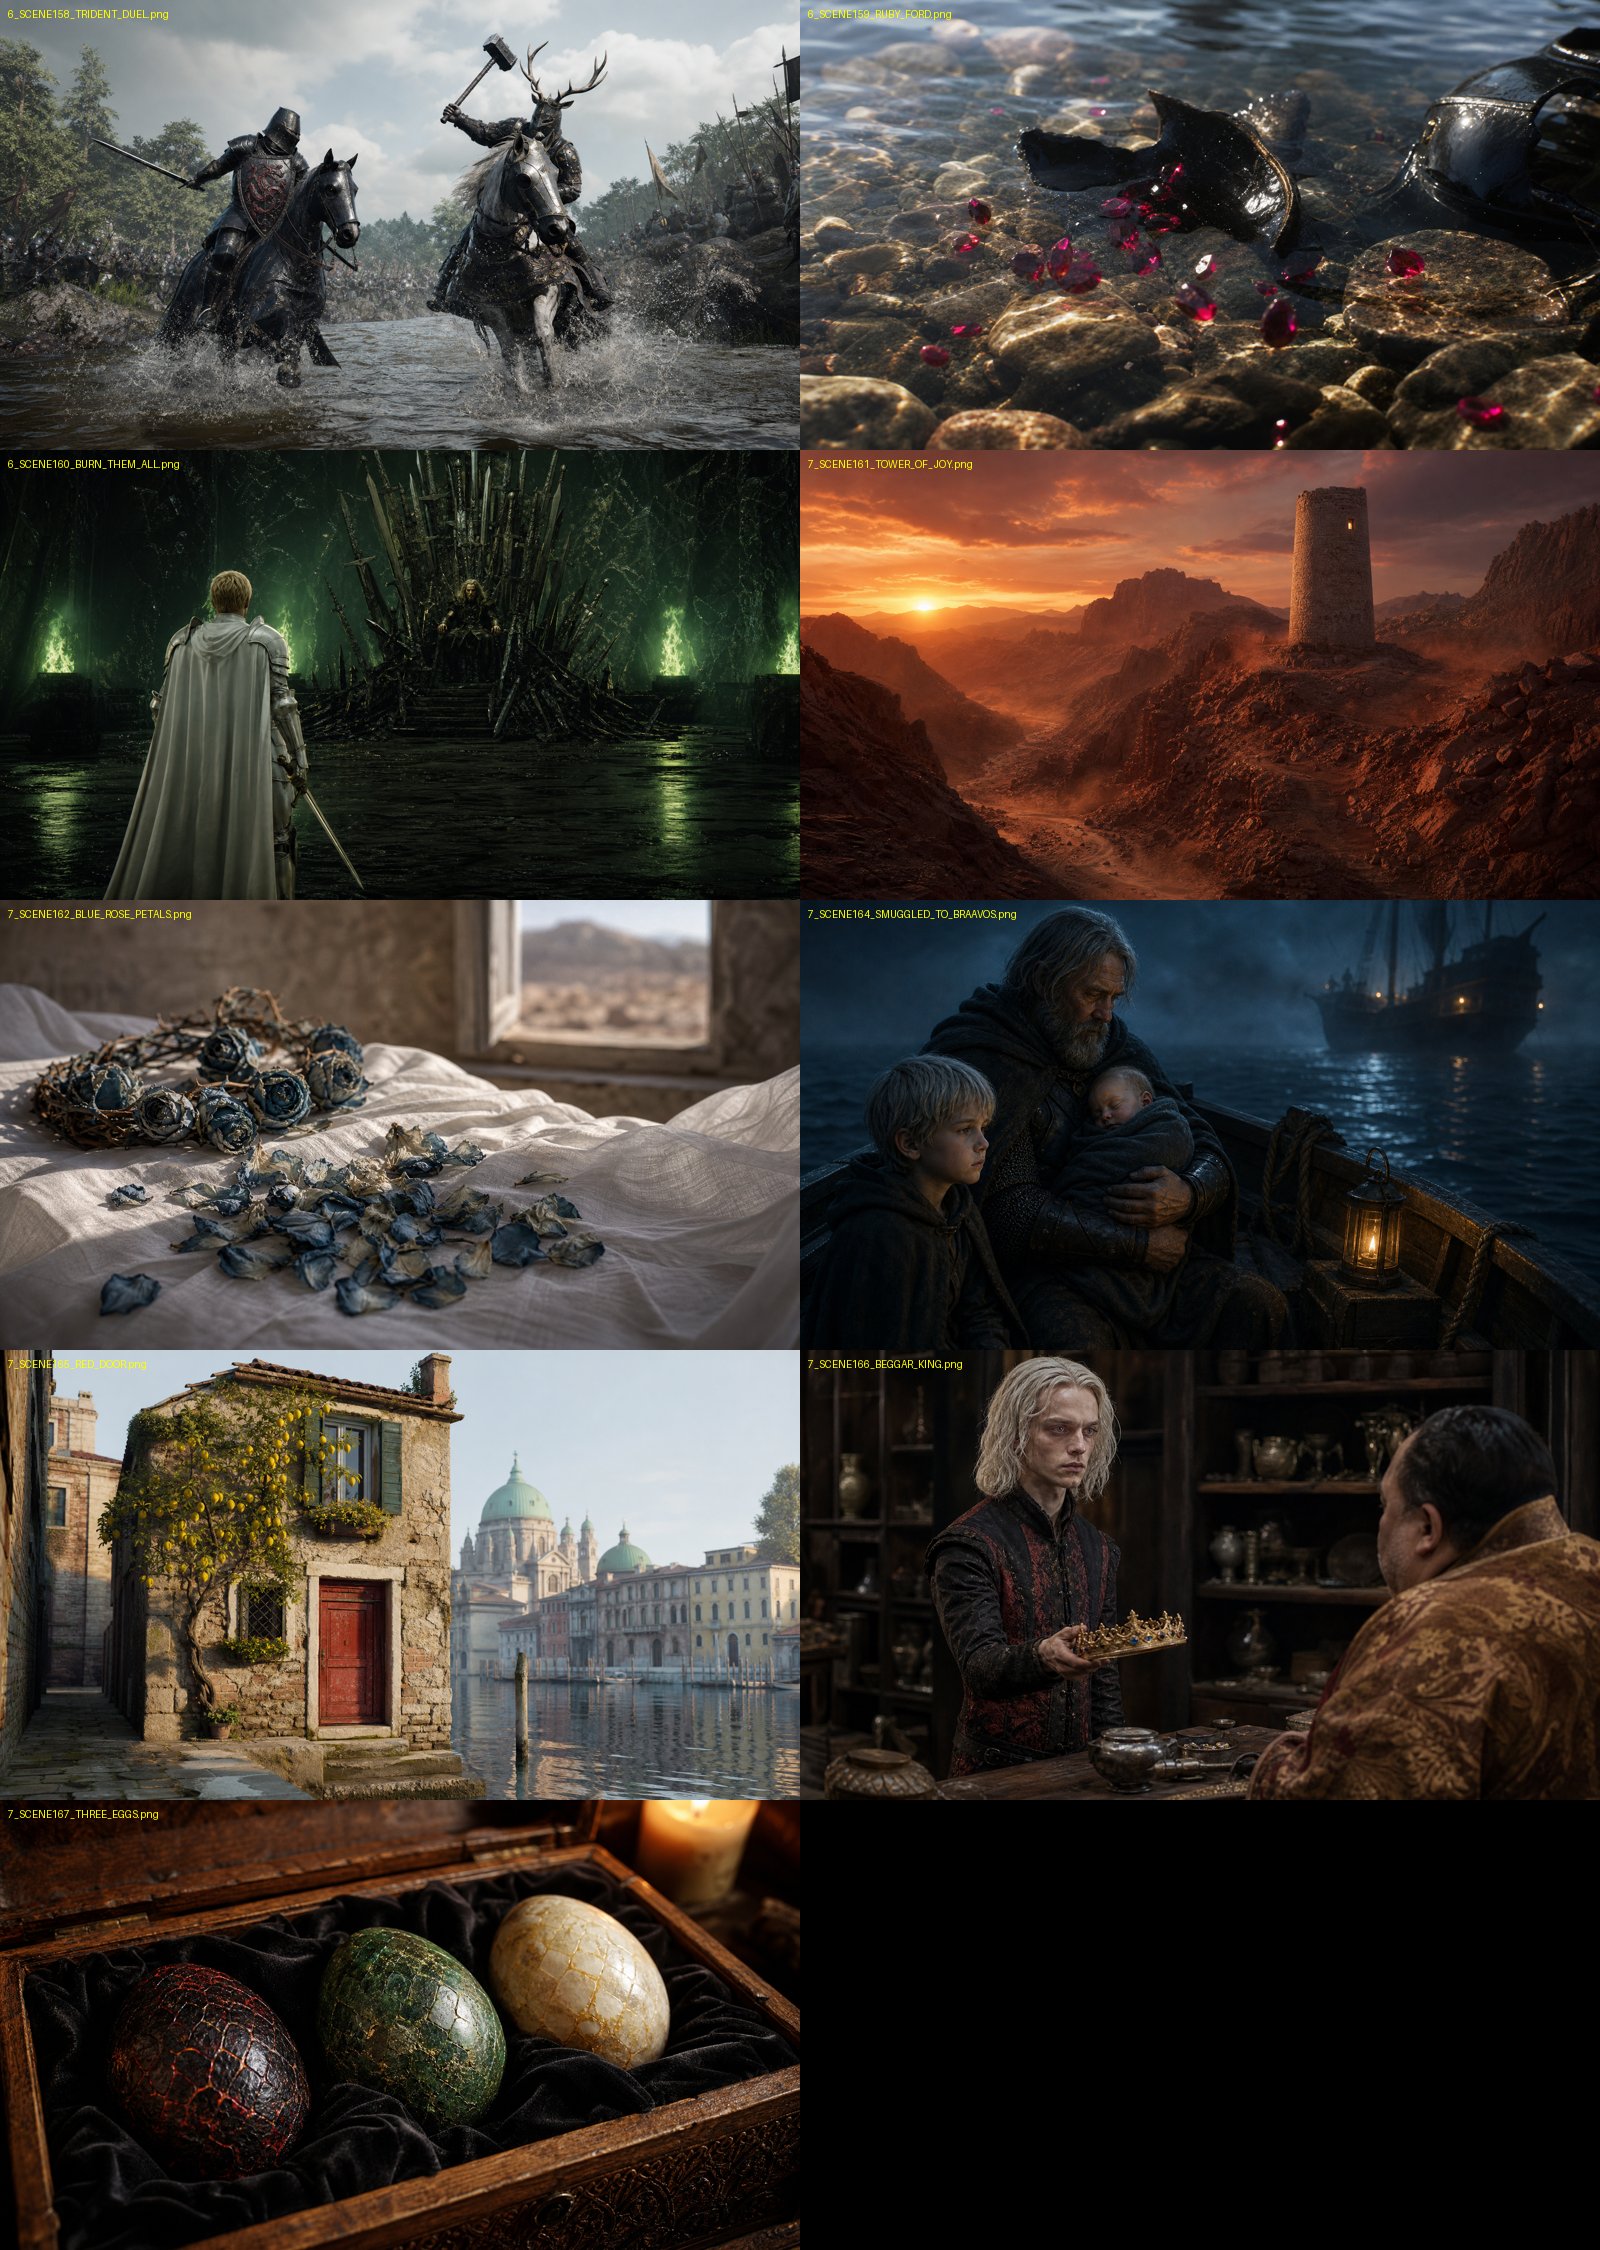 6_SCENE158_TRIDENT_DUEL.png
6_SCENE159_RUBY_FORD.png
6_SCENE160_BURN_THEM_ALL.png
7_SCENE161_TOWER_OF_JOY.png
7_SCENE162_BLUE_ROSE_PETALS.png
7_SCENE164_SMUGGLED_TO_BRAAVOS.png
7_SCENE165_RED_DOOR.png
7_SCENE166_BEGGAR_KING.png
7_SCENE167_THREE_EGGS.png